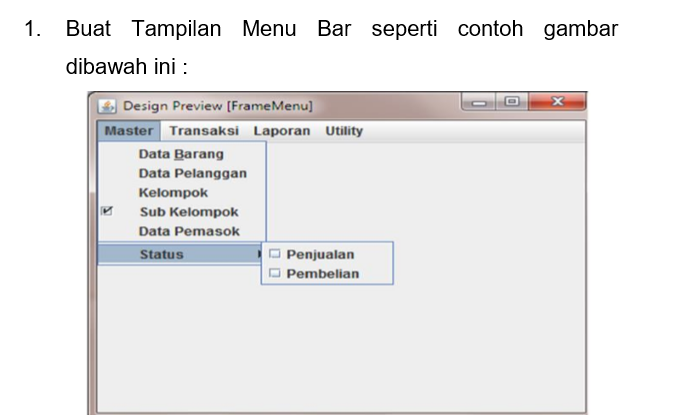 1. Buat Tampilan Menu Bar seperti contoh gambar
dibawah ini :
Design Preview [FrameMenu]
Master Transaksi Laporan Utility
Data Barang
Data Pelanggan
Kelompok
Sub Kelompok
Data Pemasok
Status
Penjualan
Pembelian